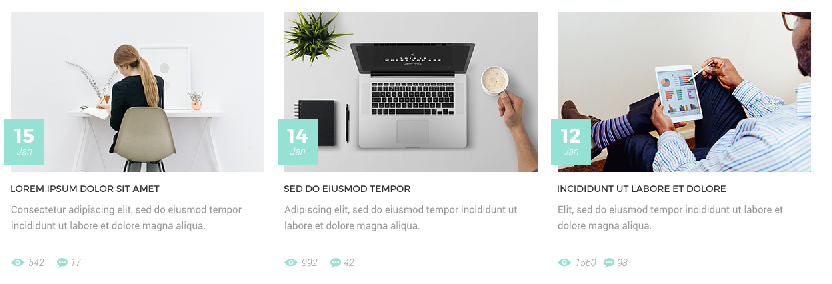 15
Jan
LOREM IPSUM DOLOR SIT AMET
Consectetur adipiscing elit, sed do eiusmod tempor
incididunt ut labore et dolore magna aliqua.
542 17
14
Jan
SED DO EIUSMOD TEMPOR
Adipiscing elit, sed do eiusmod tempor incididunt ut
labore et dolore magna aliqua.
992 42
12
Jan
INCIDIDUNT UT LABORE ET DOLORE
Elit, sed do eiusmod tempor incididunt ut labore et
dolore magna aliqua.
1560 98